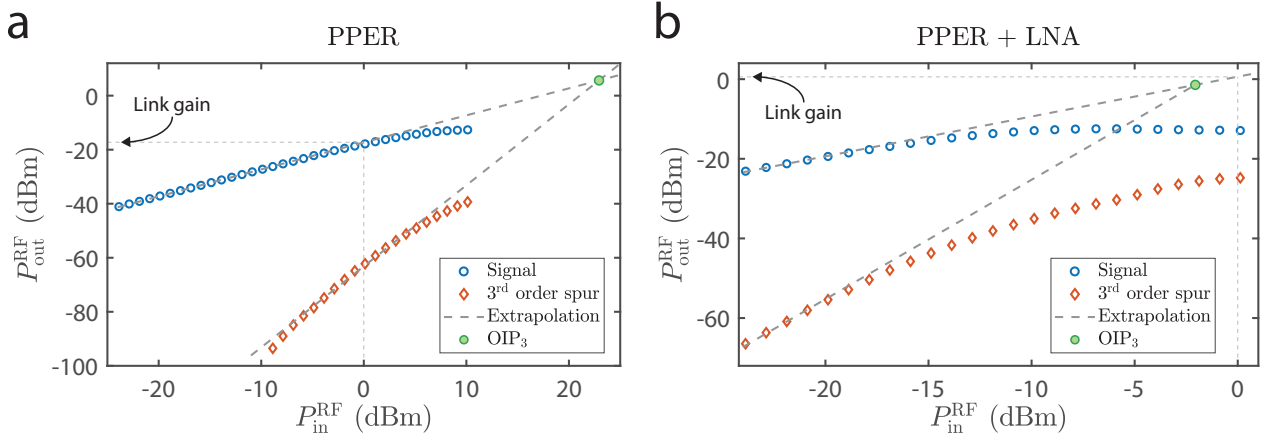 a
PPER
Link gain
0
-20
-40
-60
-80
-100
P_out^RF (dBm)
Signal
3rd order spur
Extrapolation
OIP3
-20
-10
0
10
20
P_in^RF (dBm)
b
PPER + LNA
Link gain
0
-20
-40
-60
P_out^RF (dBm)
Signal
3rd order spur
Extrapolation
OIP3
-20
-15
-10
-5
0
P_in^RF (dBm)